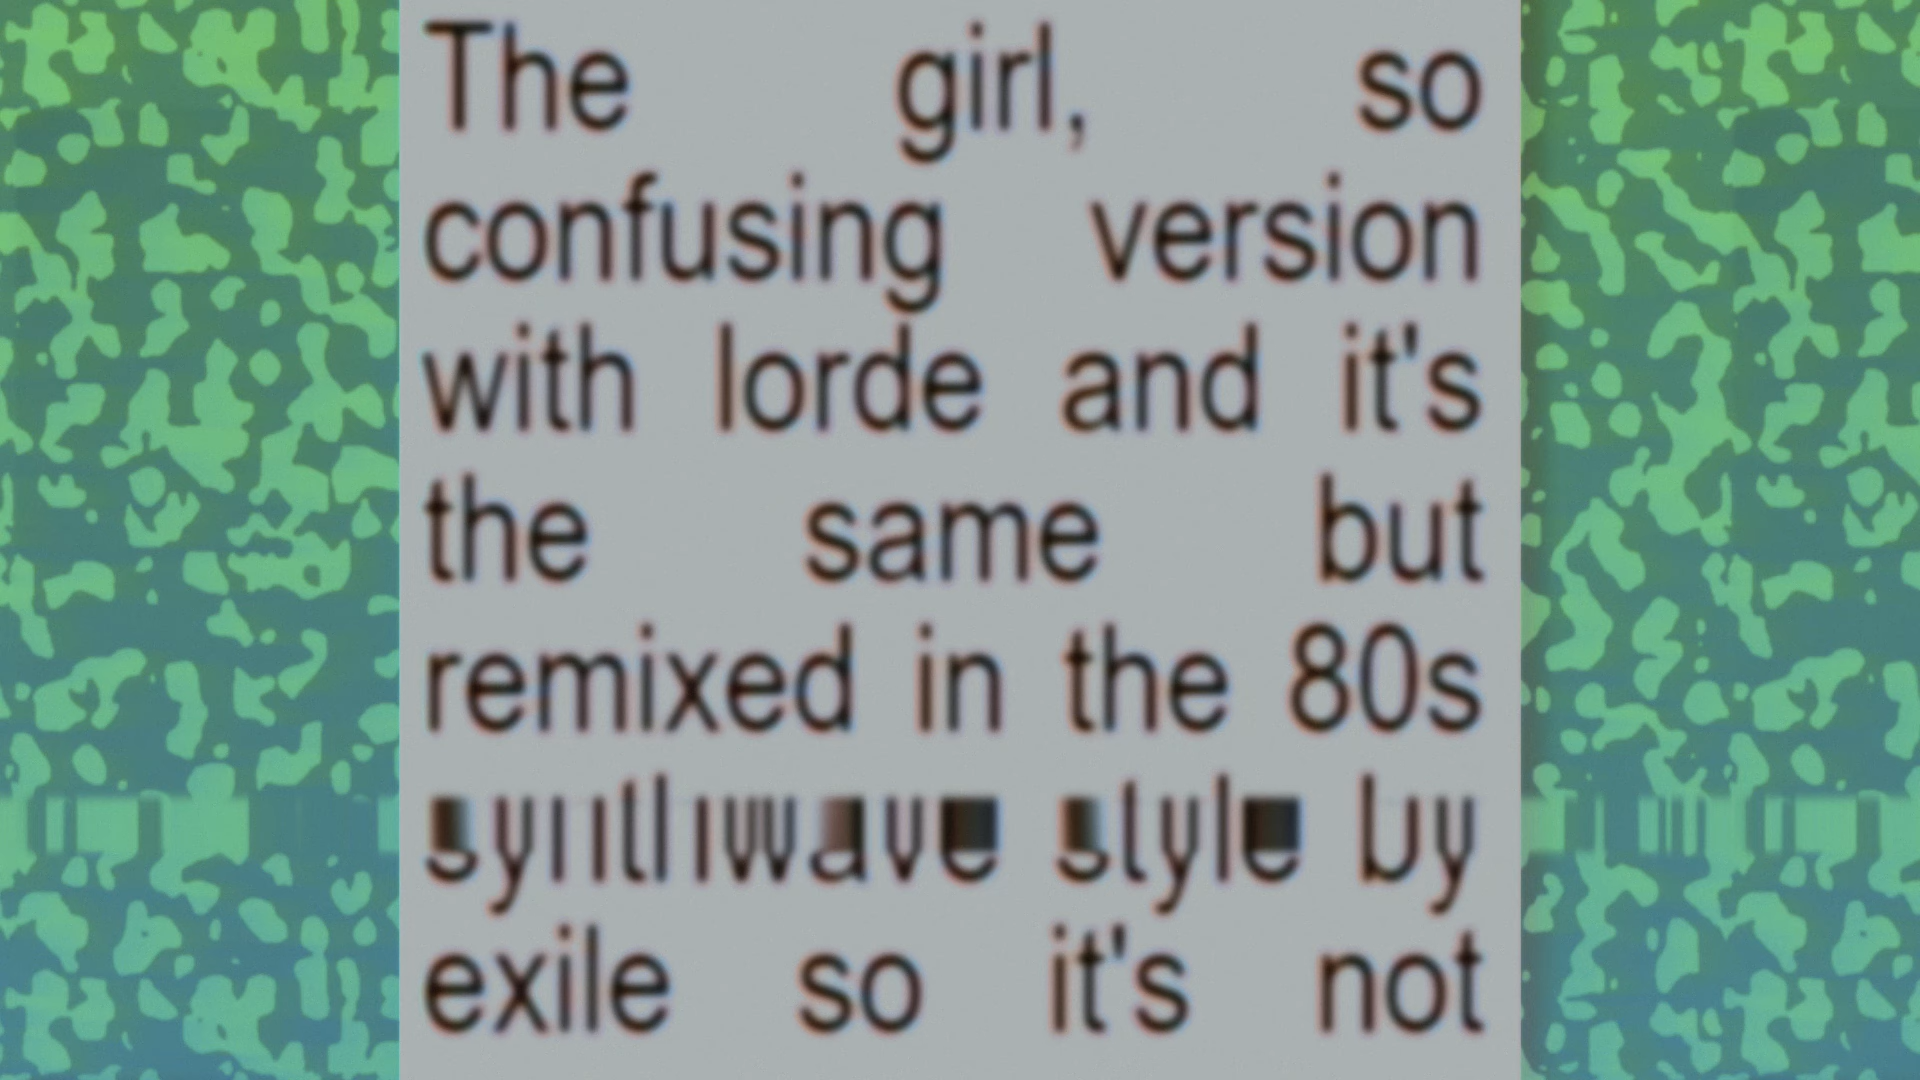 The girl, so
confusing version
with lorde and it's
the same but
remixed in the 80s
synthwave style by
exile so it's not